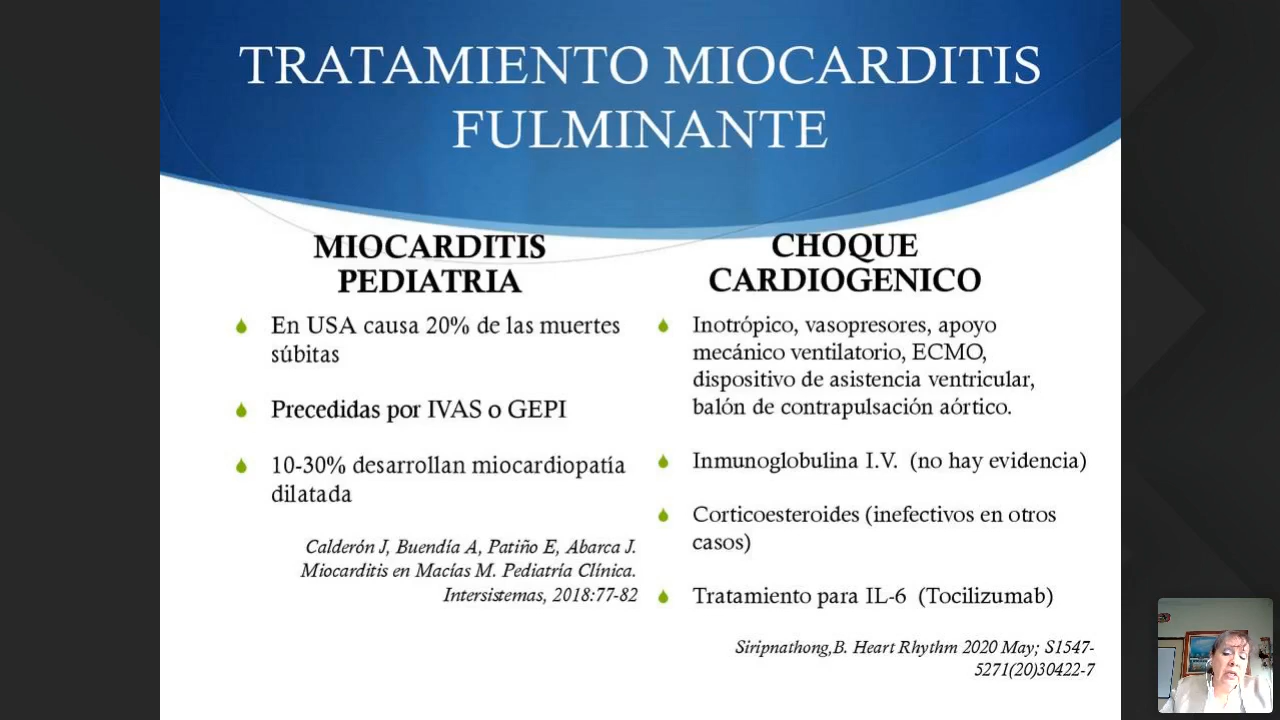 TRATAMIENTO MIOCARDITIS
FULMINANTE
MIOCARDITIS
PEDIATRIA
En USA causa 20% de las muertes
súbitas
Precedidas por IVAS o GEPI
10-30% desarrollan miocardiopatía
dilatada
Calderón J, Buendía A, Patiño E, Abarca J.
Miocarditis en Macías M. Pediatría Clínica.
Intersistemas, 2018:77-82
CHOQUE
CARDIOGENICO
Inotrópico, vasopresores, apoyo
mecánico ventilatorio, ECMO,
dispositivo de asistencia ventricular,
balón de contrapulsación aórtico.
Inmunoglobulina I.V. (no hay evidencia)
Corticoesteroides (inefectivos en otros
casos)
Tratamiento para IL-6 (Tocilizumab)
Siripnathong,B. Heart Rhythm 2020 May; S1547-
5271(20)30422-7